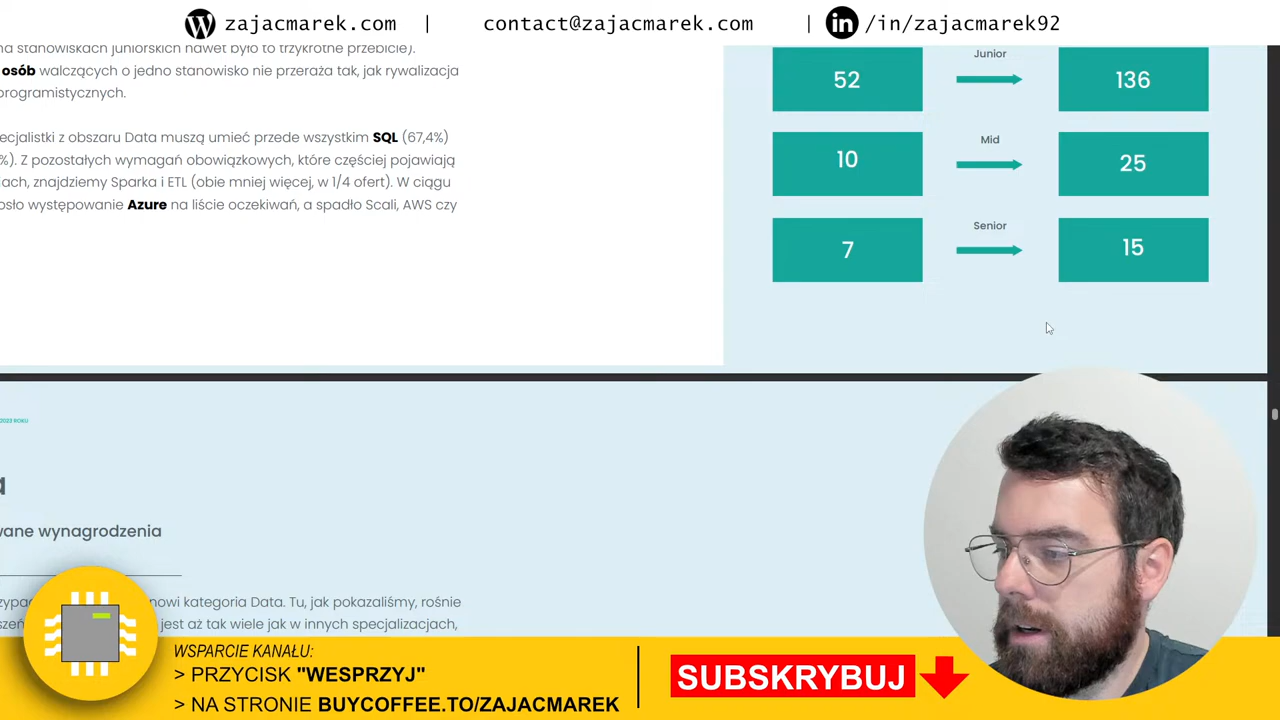 zajacmarek.com | contact@zajacmarek.com | in /in/zajacmarek92
na stanowiskach juniorskich nawet było to trzykrotne przebicie).
osób walczących o jedno stanowisko nie przeraża tak, jak rywalizacja
programistycznych.
ecjalistki z obszaru Data muszą umieć przede wszystkim SQL (67,4%)
%). Z pozostałych wymagań obowiązkowych, które częściej pojawiają
ach, znajdziemy Sparka i ETL (obie mniej więcej, w 1/4 ofert). W ciągu
osło występowanie Azure na liście oczekiwań, a spadło Scali, AWS czy
Junior
52 136
Mid
10 25
Senior
7 15
2022 ROKU
a
wane wynagrodzenia
nowi kategoria Data. Tu, jak pokazaliśmy, rośnie
jest aż tak wiele jak w innych specjalizacjach,
WSPARCIE KANAŁU:
> PRZYCISK "WESPRZYJ"
> NA STRONIE BUYCOFFEE.TO/ZAJACMAREK
SUBSKRYBUJ